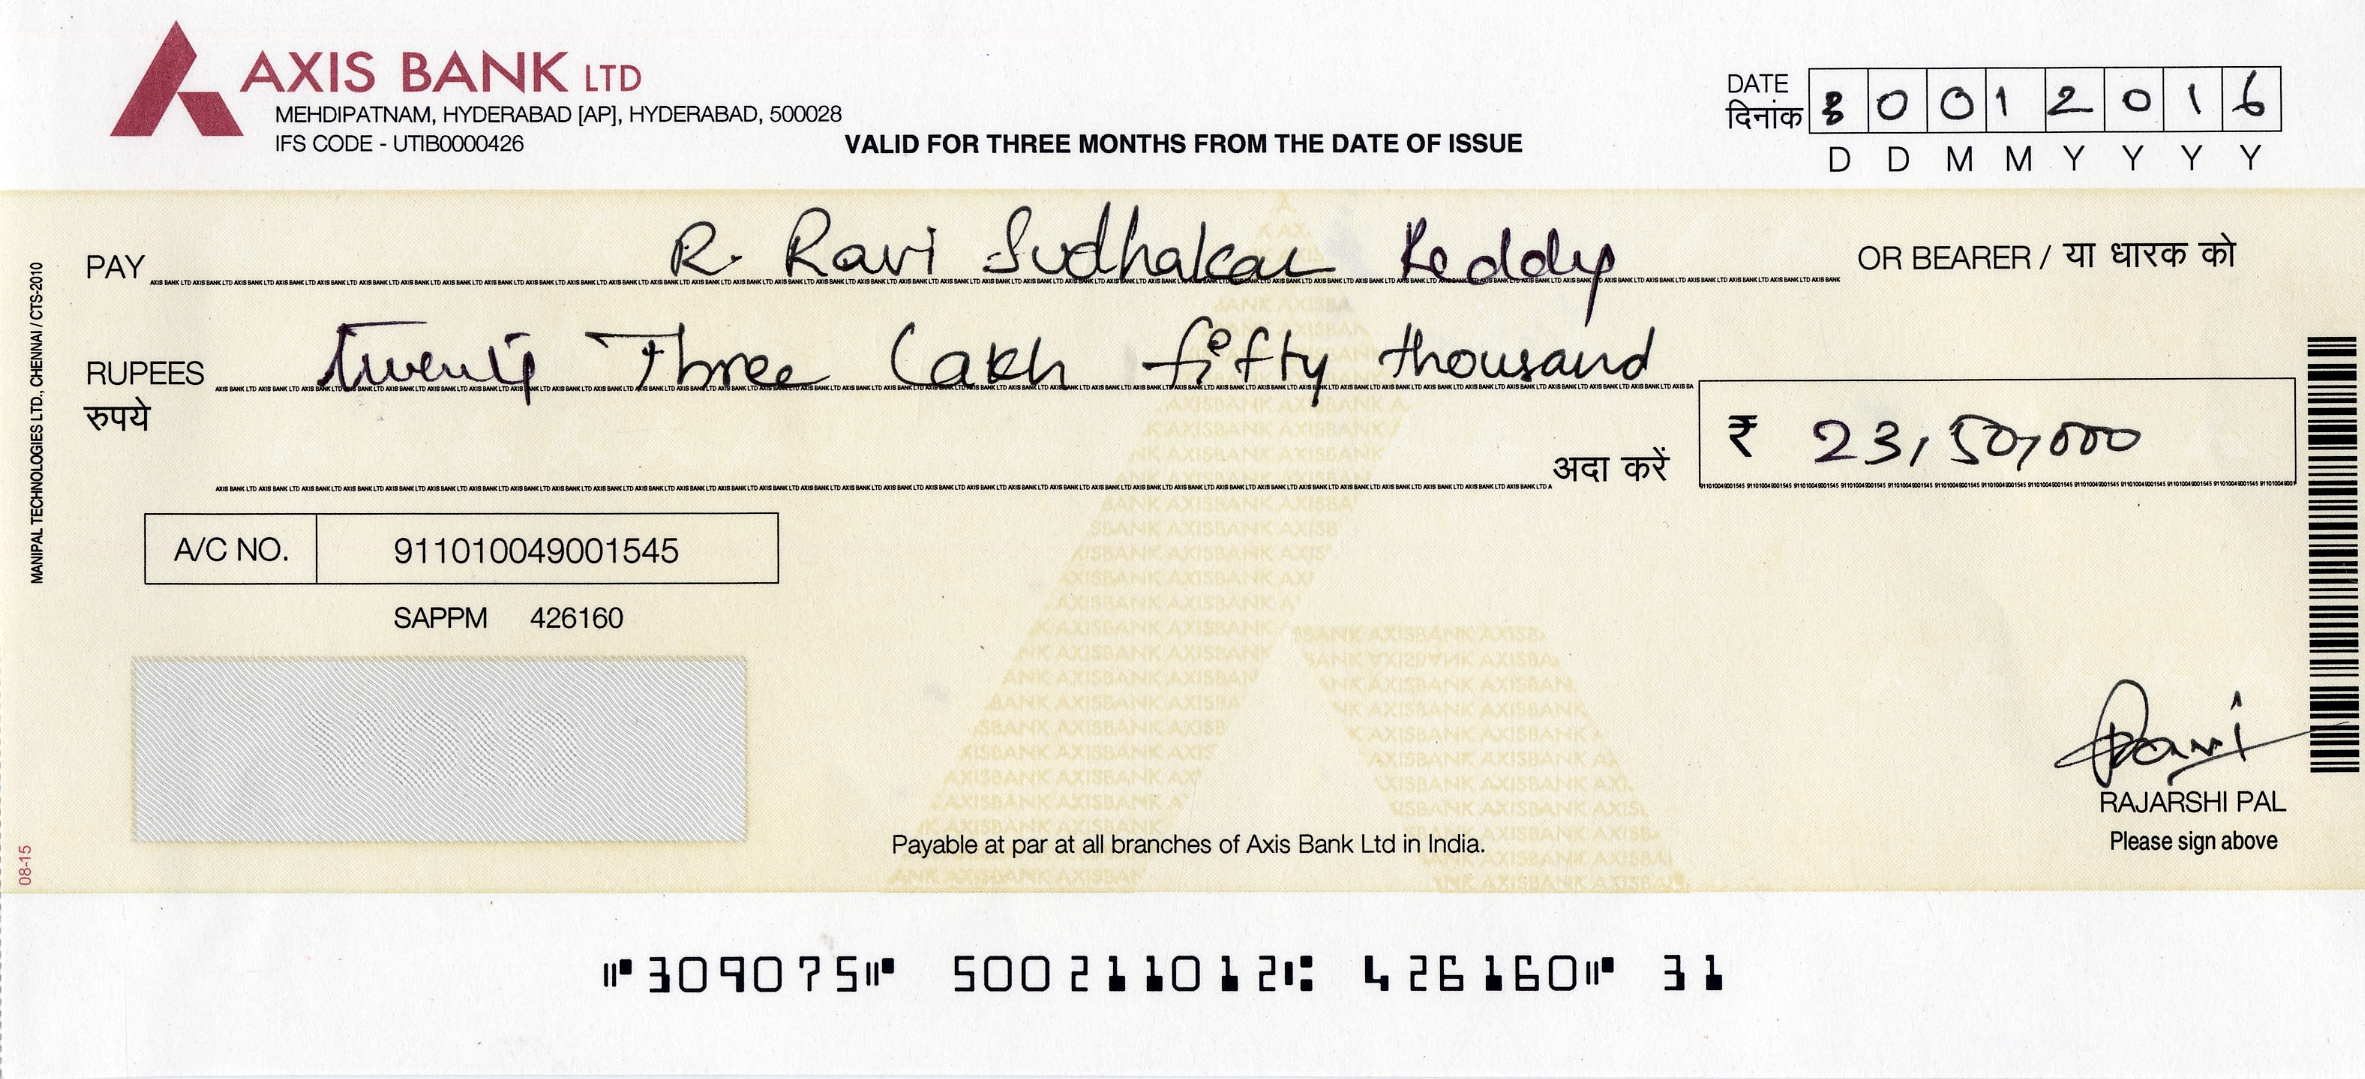 AXIS BANK LTD
MEHDIPATNAM, HYDERABAD [AP], HYDERABAD, 500028
IFS CODE - UTIB0000426
VALID FOR THREE MONTHS FROM THE DATE OF ISSUE
DATE
दिनांक
3 0 0 1 2 0 1 6
D D M M Y Y Y Y
PAY R. Ravi Sudhakar Reddy OR BEARER / या धारक को
RUPEES Twenty Three Lakh fifty thousand
रुपये
अदा करें ₹ 23,50,000
A/C NO. 911010049001545
SAPPM 426160
VOID
Ravi
RAJARSHI PAL
Please sign above
Payable at par at all branches of Axis Bank Ltd in India.
MANIPAL TECHNOLOGIES LTD., CHENNAI / CTS-2010
08-15
⑈309075⑈ 500211012⑆ 426160⑈ 31